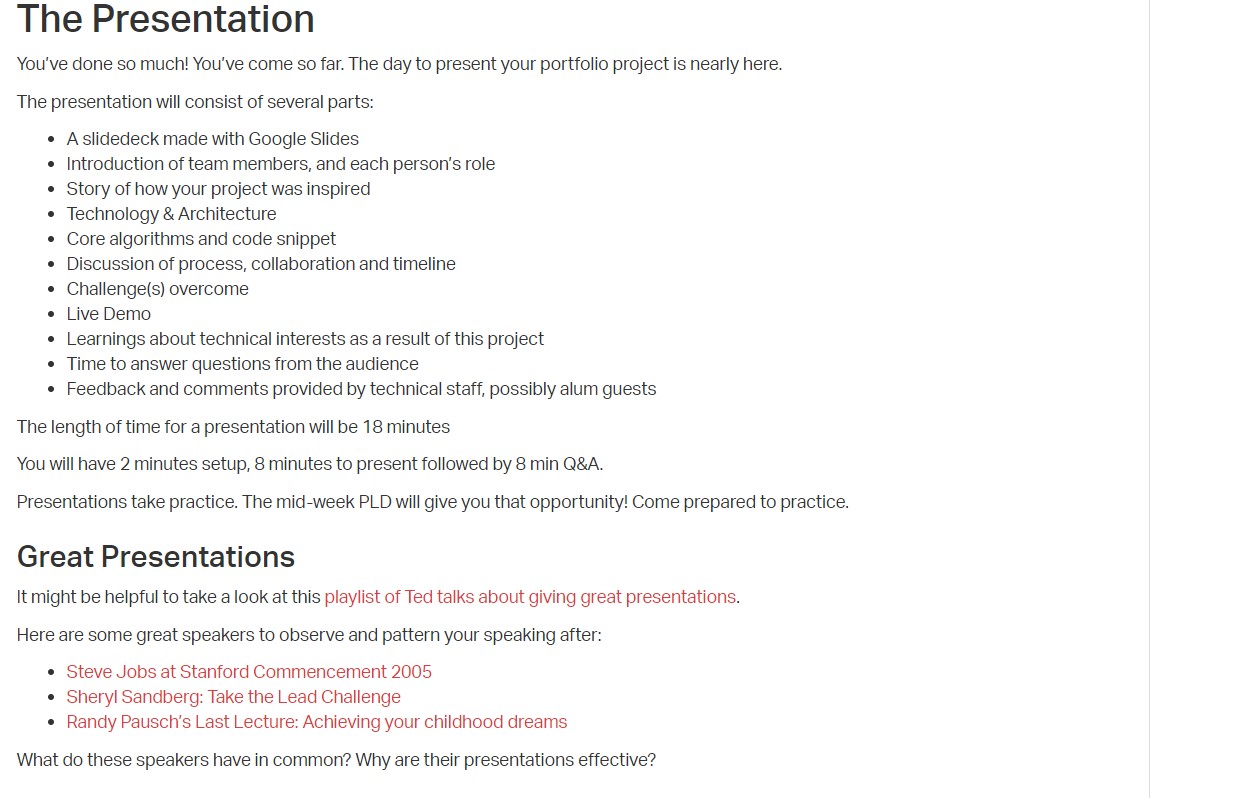 The Presentation
You’ve done so much! You’ve come so far. The day to present your portfolio project is nearly here.
The presentation will consist of several parts:
A slidedeck made with Google Slides
Introduction of team members, and each person’s role
Story of how your project was inspired
Technology & Architecture
Core algorithms and code snippet
Discussion of process, collaboration and timeline
Challenge(s) overcome
Live Demo
Learnings about technical interests as a result of this project
Time to answer questions from the audience
Feedback and comments provided by technical staff, possibly alum guests
The length of time for a presentation will be 18 minutes
You will have 2 minutes setup, 8 minutes to present followed by 8 min Q&A.
Presentations take practice. The mid-week PLD will give you that opportunity! Come prepared to practice.
Great Presentations
It might be helpful to take a look at this playlist of Ted talks about giving great presentations.
Here are some great speakers to observe and pattern your speaking after:
Steve Jobs at Stanford Commencement 2005
Sheryl Sandberg: Take the Lead Challenge
Randy Pausch’s Last Lecture: Achieving your childhood dreams
What do these speakers have in common? Why are their presentations effective?